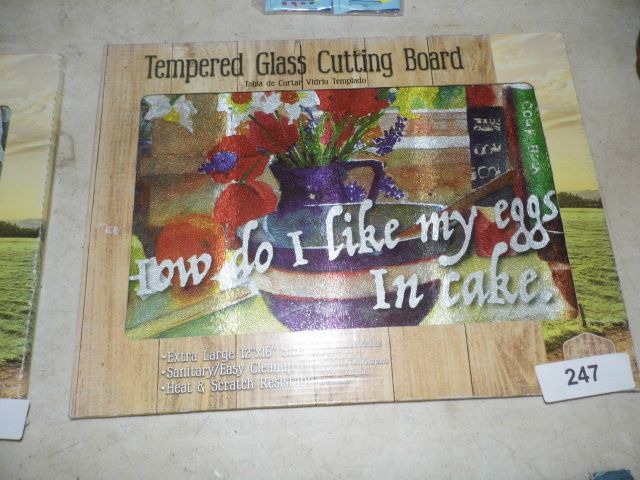 Tempered Glass Cutting Board
Tabla de Cortar Vidrio Templado
How do I like my eggs
In cake.
•Extra Large 12"x16"
•Sanitary/Easy Cleanup
•Heat & Scratch Resistant
247